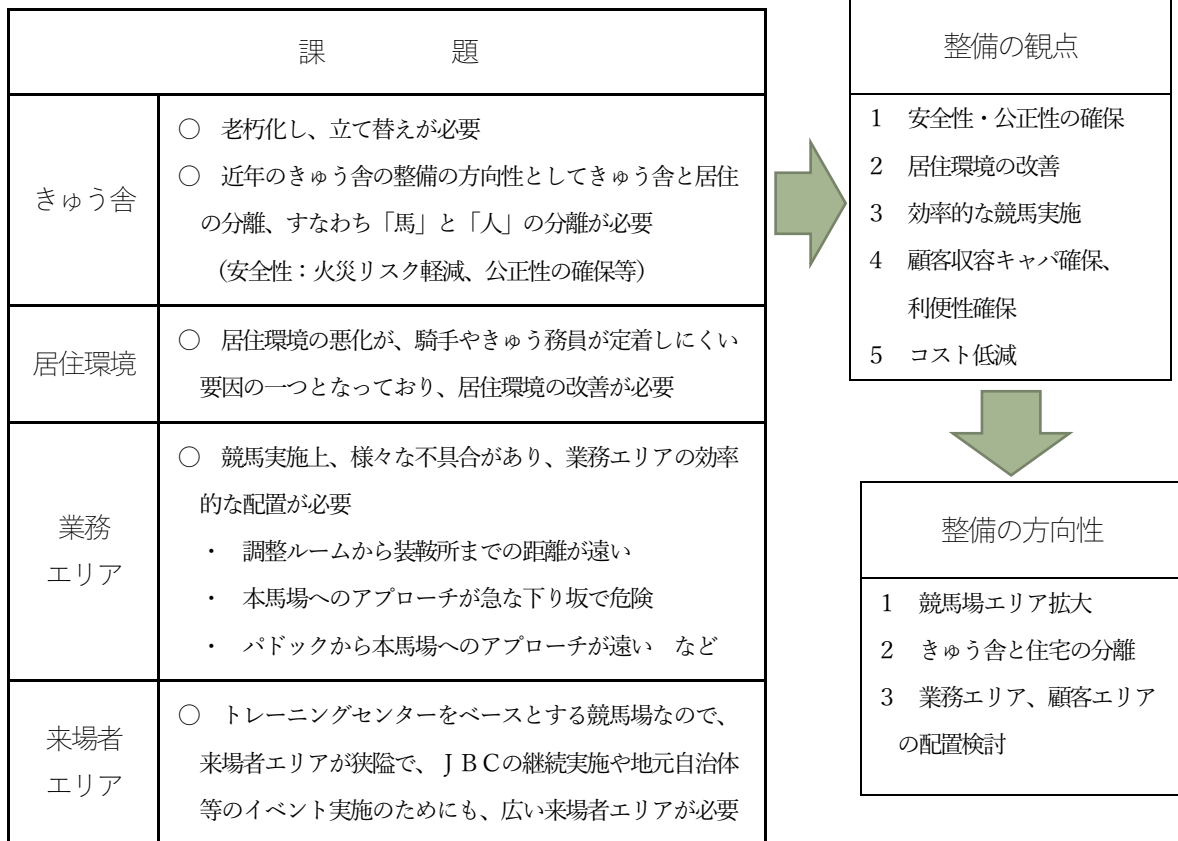 課　題
きゅう舎
○　老朽化し、立て替えが必要
○　近年のきゅう舎の整備の方向性としてきゅう舎と居住
の分離、すなわち「馬」と「人」の分離が必要
（安全性：火災リスク軽減、公正性の確保等）
居住環境
○　居住環境の悪化が、騎手やきゅう務員が定着しにくい
要因の一つとなっており、居住環境の改善が必要
業務
エリア
○　競馬実施上、様々な不具合があり、業務エリアの効率
的な配置が必要
・　調整ルームから装鞍所までの距離が遠い
・　本馬場へのアプローチが急な下り坂で危険
・　パドックから本馬場へのアプローチが遠い　など
来場者
エリア
○　トレーニングセンターをベースとする競馬場なので、
来場者エリアが狭隘で、ＪＢＣの継続実施や地元自治体
等のイベント実施のためにも、広い来場者エリアが必要
整備の観点
1　安全性・公正性の確保
2　居住環境の改善
3　効率的な競馬実施
4　顧客収容キャパ確保、
利便性確保
5　コスト低減
整備の方向性
1　競馬場エリア拡大
2　きゅう舎と住宅の分離
3　業務エリア、顧客エリア
の配置検討